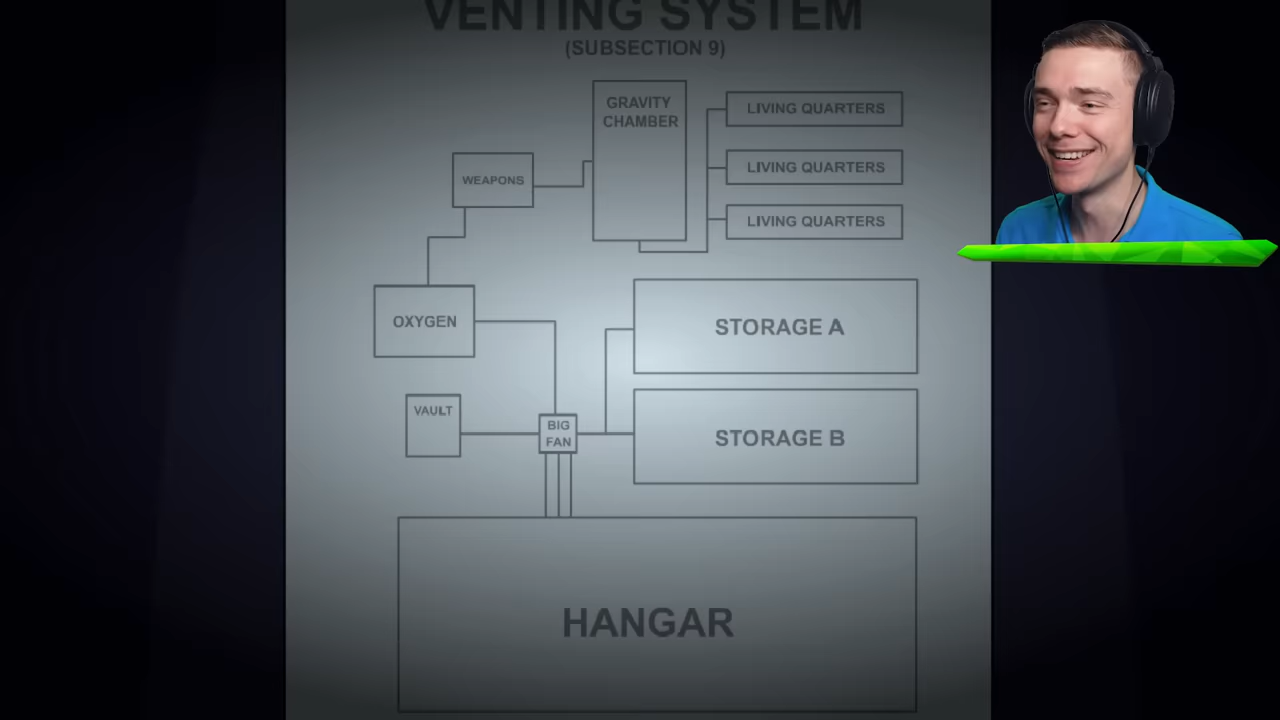 VENTING SYSTEM
(SUBSECTION 9)
GRAVITY
CHAMBER
LIVING QUARTERS
WEAPONS
LIVING QUARTERS
LIVING QUARTERS
OXYGEN
STORAGE A
VAULT
BIG
FAN
STORAGE B
HANGAR